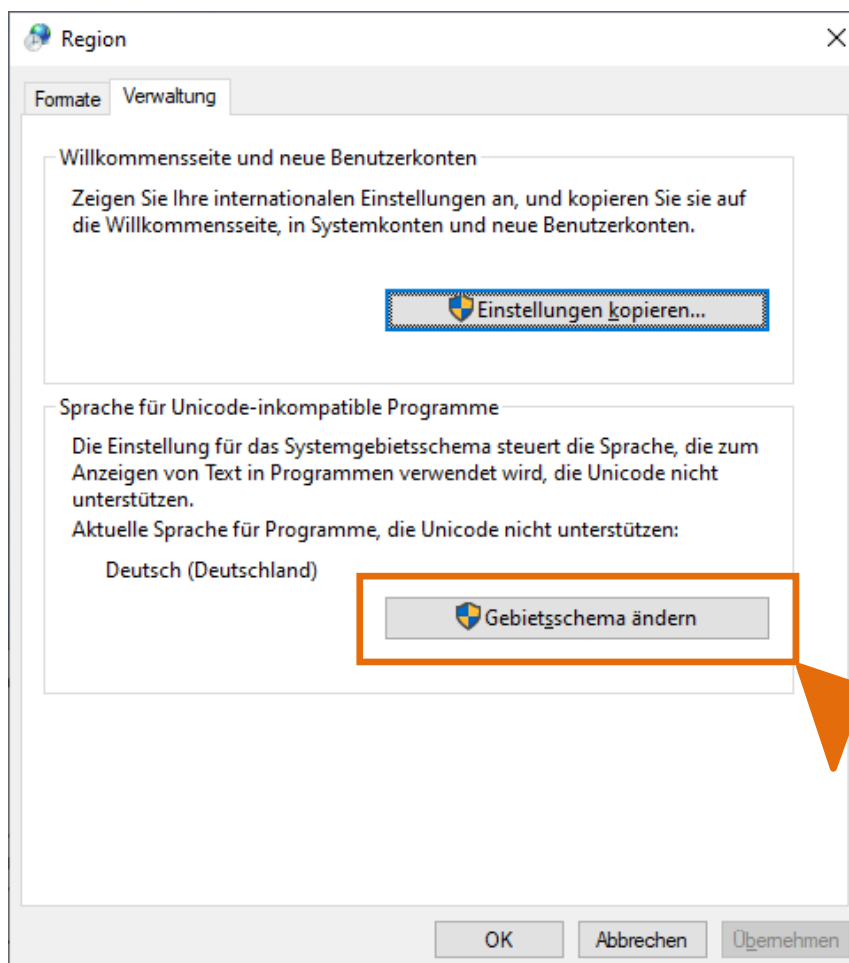 Region
Formate
Verwaltung
Willkommensseite und neue Benutzerkonten
Zeigen Sie Ihre internationalen Einstellungen an, und kopieren Sie sie auf
die Willkommensseite, in Systemkonten und neue Benutzerkonten.
Einstellungen kopieren...
Sprache für Unicode-inkompatible Programme
Die Einstellung für das Systemgebietsschema steuert die Sprache, die zum
Anzeigen von Text in Programmen verwendet wird, die Unicode nicht
unterstützen.
Aktuelle Sprache für Programme, die Unicode nicht unterstützen:
Deutsch (Deutschland)
Gebietsschema ändern
OK
Abbrechen
Übernehmen